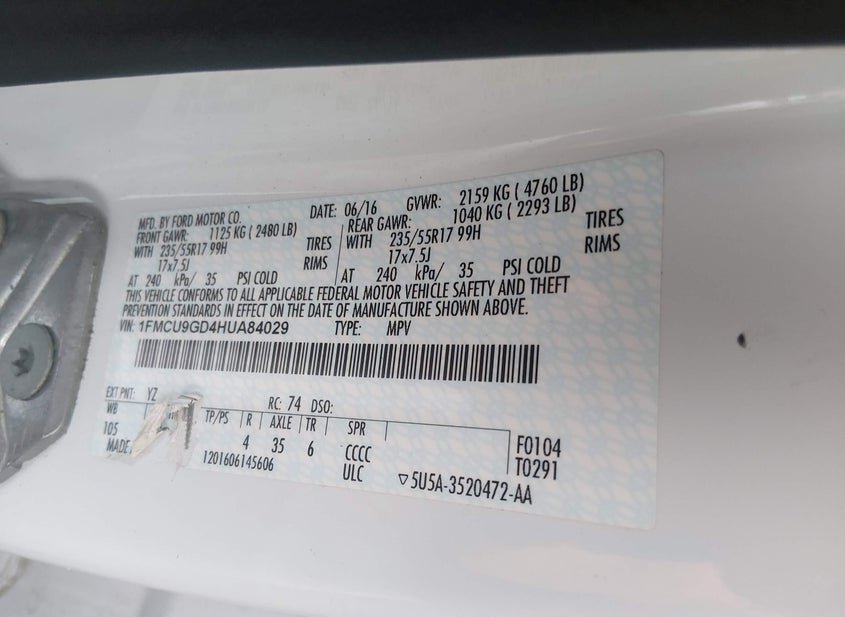 MFD. BY FORD MOTOR CO. DATE: 06/16 GVWR: 2159 KG ( 4760 LB)
FRONT GAWR: 1125 KG ( 2480 LB) REAR GAWR: 1040 KG ( 2293 LB)
WITH 235/55R17 99H TIRES WITH 235/55R17 99H TIRES
17x7.5J RIMS 17x7.5J RIMS
AT 240 kPa/ 35 PSI COLD AT 240 kPa/ 35 PSI COLD
THIS VEHICLE CONFORMS TO ALL APPLICABLE FEDERAL MOTOR VEHICLE SAFETY AND THEFT
PREVENTION STANDARDS IN EFFECT ON THE DATE OF MANUFACTURE SHOWN ABOVE.
VIN: 1FMCU9GD4HUA84029 TYPE: MPV
EXT PNT: YZ RC: 74 DSO:
WB TP/PS R AXLE TR SPR F0104
105 4 35 6 CCCC T0291
MADE 1201606145606 ULC ▽5U5A-3520472-AA